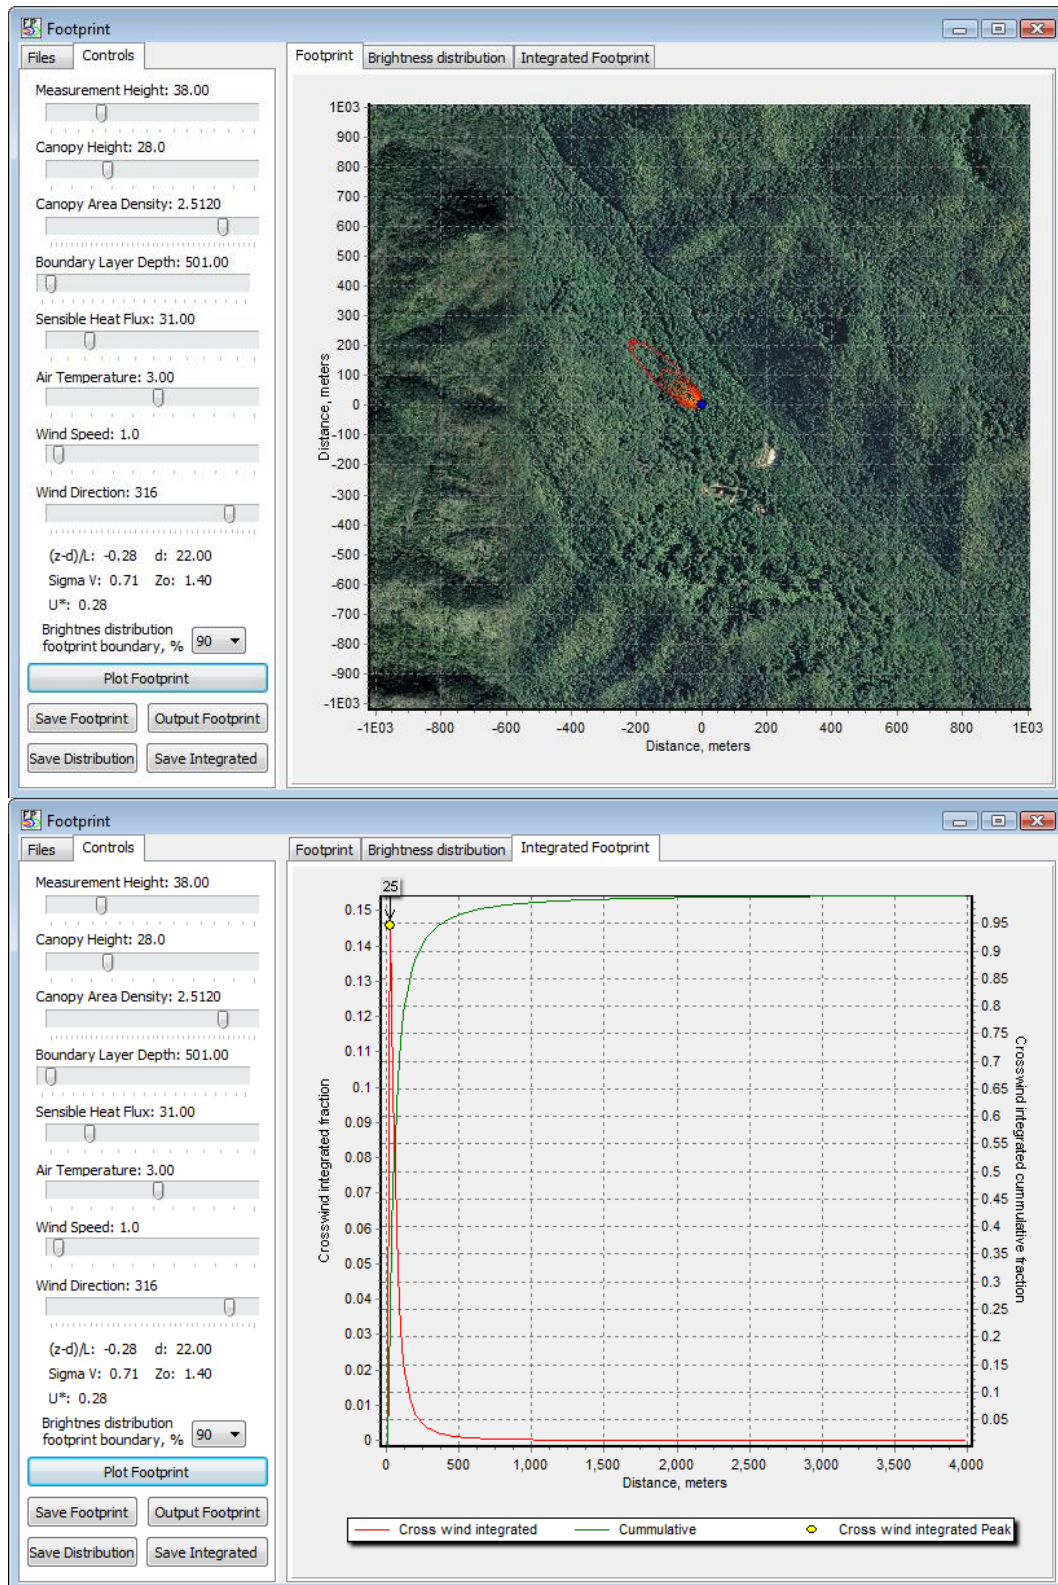 Footprint
Files Controls
Footprint Brightness distribution Integrated Footprint
Measurement Height: 38.00
Canopy Height: 28.0
Canopy Area Density: 2.5120
Boundary Layer Depth: 501.00
Sensible Heat Flux: 31.00
Air Temperature: 3.00
Wind Speed: 1.0
Wind Direction: 316
(z-d)/L: -0.28 d: 22.00
Sigma V: 0.71 Zo: 1.40
U*: 0.28
Brightnes distribution
footprint boundary, % 90
Plot Footprint
Save Footprint Output Footprint
Save Distribution Save Integrated
Distance, meters
1E03
900
800
700
600
500
400
300
200
100
0
-100
-200
-300
-400
-500
-600
-700
-800
-900
-1E03
-1E03 -800 -600 -400 -200 0 200 400 600 800 1E03
Distance, meters
Footprint
Files Controls
Footprint Brightness distribution Integrated Footprint
Measurement Height: 38.00
Canopy Height: 28.0
Canopy Area Density: 2.5120
Boundary Layer Depth: 501.00
Sensible Heat Flux: 31.00
Air Temperature: 3.00
Wind Speed: 1.0
Wind Direction: 316
(z-d)/L: -0.28 d: 22.00
Sigma V: 0.71 Zo: 1.40
U*: 0.28
Brightnes distribution
footprint boundary, % 90
Plot Footprint
Save Footprint Output Footprint
Save Distribution Save Integrated
25
Crosswind integrated fraction
0.15
0.14
0.13
0.12
0.11
0.1
0.09
0.08
0.07
0.06
0.05
0.04
0.03
0.02
0.01
0
0.95
0.9
0.85
0.8
0.75
0.7
0.65
0.6
0.55
0.5
0.45
0.4
0.35
0.3
0.25
0.2
0.15
0.1
0.05
Crosswind integrated cummulative fraction
0 500 1,000 1,500 2,000 2,500 3,000 3,500 4,000
Distance, meters
Cross wind integrated Cummulative Cross wind integrated Peak